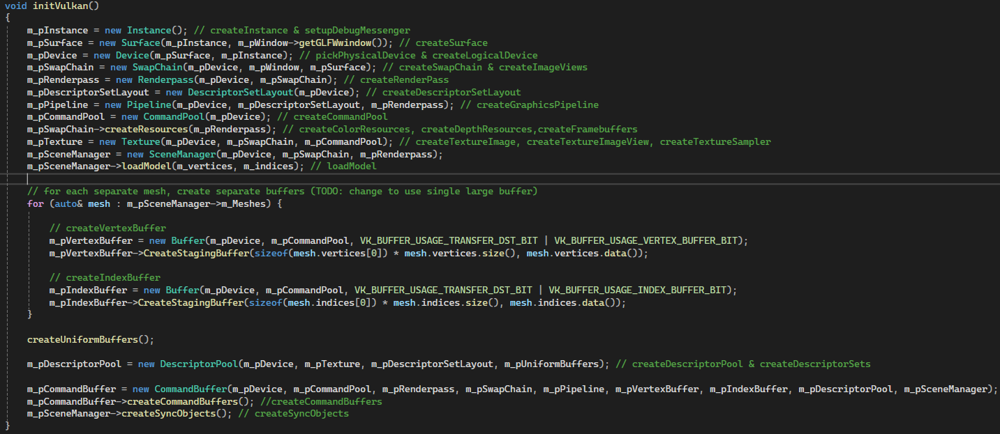 void initVulkan()
{
m_pInstance = new Instance(); // createInstance & setupDebugMessenger
m_pSurface = new Surface(m_pInstance, m_pWindow->getGLFWwindow()); // createSurface
m_pDevice = new Device(m_pSurface, m_pInstance); // pickPhysicalDevice & createLogicalDevice
m_pSwapChain = new SwapChain(m_pDevice, m_pWindow, m_pSurface); // createSwapChain & createImageViews
m_pRenderpass = new Renderpass(m_pDevice, m_pSwapChain); // createRenderPass
m_pDescriptorSetLayout = new DescriptorSetLayout(m_pDevice); // createDescriptorSetLayout
m_pPipeline = new Pipeline(m_pDevice, m_pDescriptorSetLayout, m_pRenderpass); // createGraphicsPipeline
m_pCommandPool = new CommandPool(m_pDevice); // createCommandPool
m_pSwapChain->createResources(m_pRenderpass); // createColorResources, createDepthResources,createFramebuffers
m_pTexture = new Texture(m_pDevice, m_pSwapChain, m_pCommandPool); // createTextureImage, createTextureImageView, createTextureSampler
m_pSceneManager = new SceneManager(m_pDevice, m_pSwapChain, m_pRenderpass);
m_pSceneManager->loadModel(m_vertices, m_indices); // loadModel
// for each separate mesh, create separate buffers (TODO: change to use single large buffer)
for (auto& mesh : m_pSceneManager->m_Meshes) {
// createVertexBuffer
m_pVertexBuffer = new Buffer(m_pDevice, m_pCommandPool, VK_BUFFER_USAGE_TRANSFER_DST_BIT | VK_BUFFER_USAGE_VERTEX_BUFFER_BIT);
m_pVertexBuffer->CreateStagingBuffer(sizeof(mesh.vertices[0]) * mesh.vertices.size(), mesh.vertices.data());
// createIndexBuffer
m_pIndexBuffer = new Buffer(m_pDevice, m_pCommandPool, VK_BUFFER_USAGE_TRANSFER_DST_BIT | VK_BUFFER_USAGE_INDEX_BUFFER_BIT);
m_pIndexBuffer->CreateStagingBuffer(sizeof(mesh.indices[0]) * mesh.indices.size(), mesh.indices.data());
}
createUniformBuffers();
m_pDescriptorPool = new DescriptorPool(m_pDevice, m_pTexture, m_pDescriptorSetLayout, m_pUniformBuffers); // createDescriptorPool & createDescriptorSets
m_pCommandBuffer = new CommandBuffer(m_pDevice, m_pCommandPool, m_pRenderpass, m_pSwapChain, m_pPipeline, m_pVertexBuffer, m_pIndexBuffer, m_pDescriptorPool, m_pSceneManager);
m_pCommandBuffer->createCommandBuffers(); //createCommandBuffers
m_pSceneManager->createSyncObjects(); // createSyncObjects
}